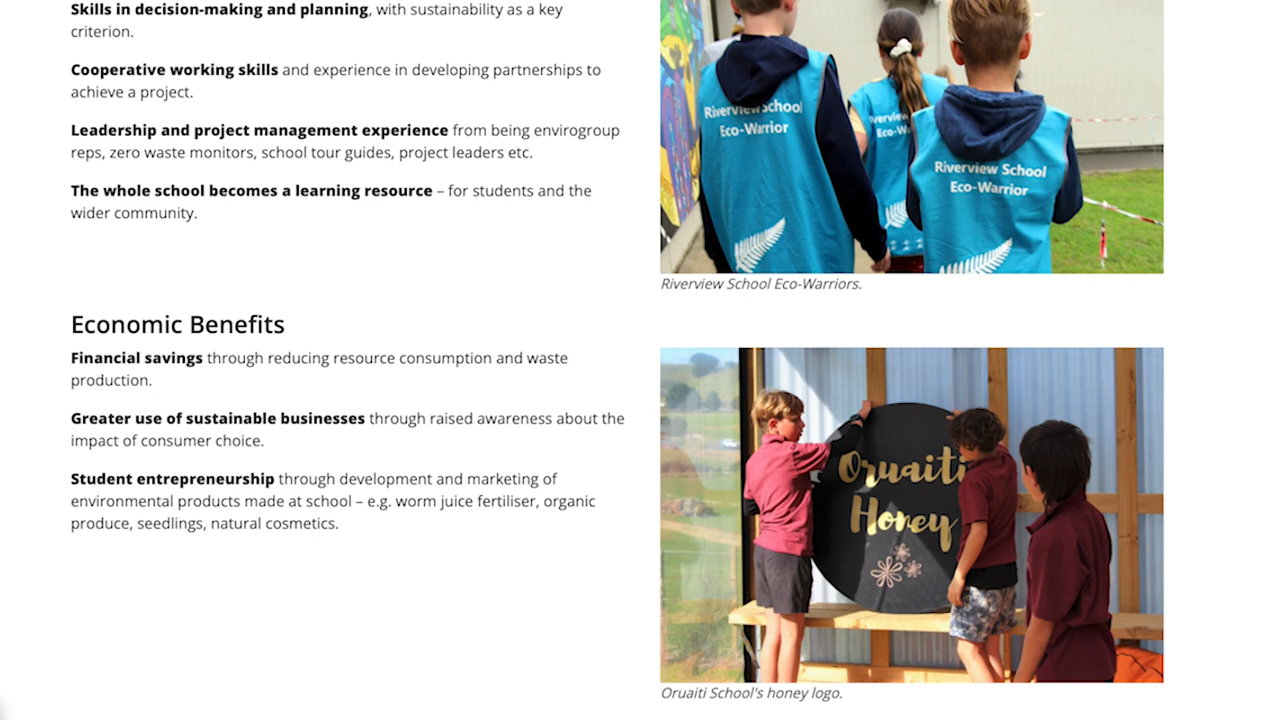 Skills in decision-making and planning, with sustainability as a key
criterion.
Cooperative working skills and experience in developing partnerships to
achieve a project.
Leadership and project management experience from being envirogroup
reps, zero waste monitors, school tour guides, project leaders etc.
The whole school becomes a learning resource – for students and the
wider community.
Riverview School
Eco-Warrior
Riverview School
Eco-Warrior
Riverview School Eco-Warriors.
Economic Benefits
Financial savings through reducing resource consumption and waste
production.
Greater use of sustainable businesses through raised awareness about the
impact of consumer choice.
Student entrepreneurship through development and marketing of
environmental products made at school – e.g. worm juice fertiliser, organic
produce, seedlings, natural cosmetics.
Oruaiti
Honey
Oruaiti School's honey logo.